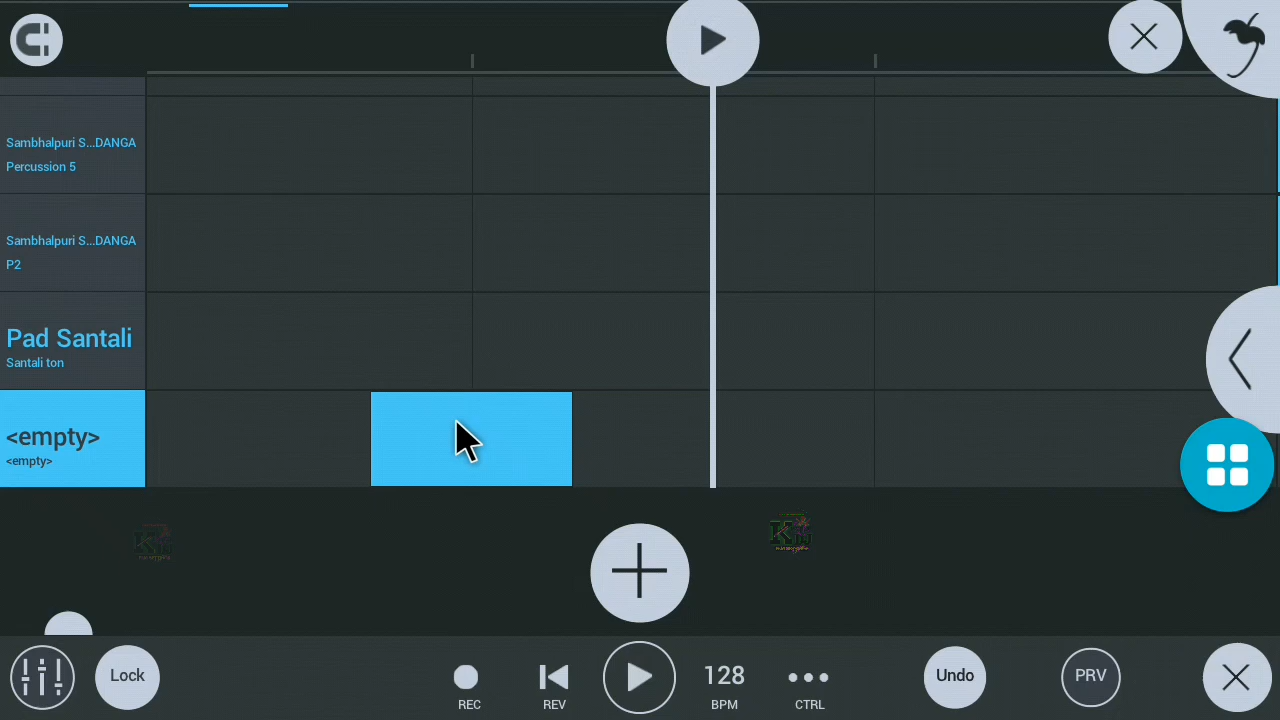 Sambhalpuri S...DANGA
Percussion 5
Sambhalpuri S...DANGA
P2
Pad Santali
Santali ton
<empty>
<empty>
Lock
REC
REV
128
BPM
CTRL
Undo
PRV